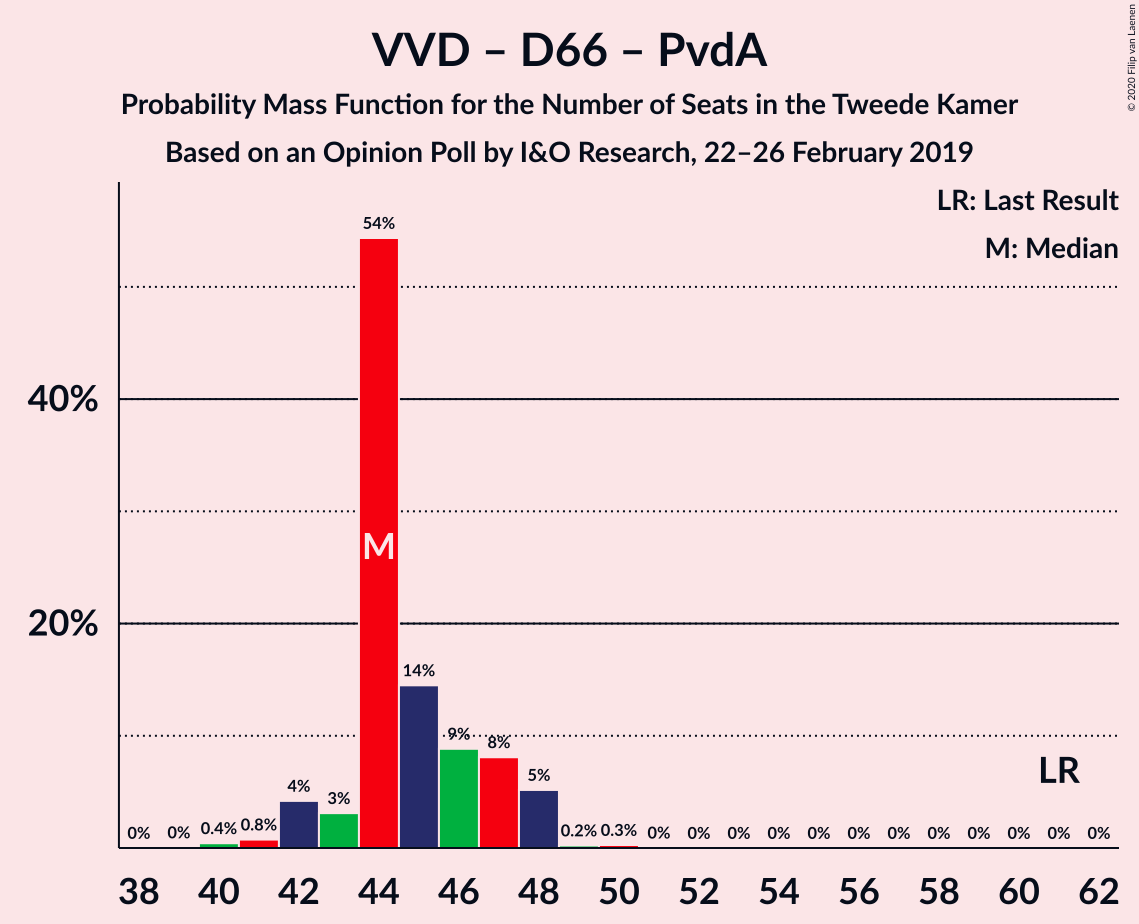 VVD – D66 – PvdA
Probability Mass Function for the Number of Seats in the Tweede Kamer
Based on an Opinion Poll by I&O Research, 22–26 February 2019
© 2020 Filip van Laenen
LR: Last Result
M: Median
54%
40%
M
20%
14%
9%
8%
LR
4%
3%
5%
0% 0% 0.4% 0.8% 0.2% 0.3% 0% 0% 0% 0% 0% 0% 0% 0% 0% 0% 0% 0%
38 40 42 44 46 48 50 52 54 56 58 60 62